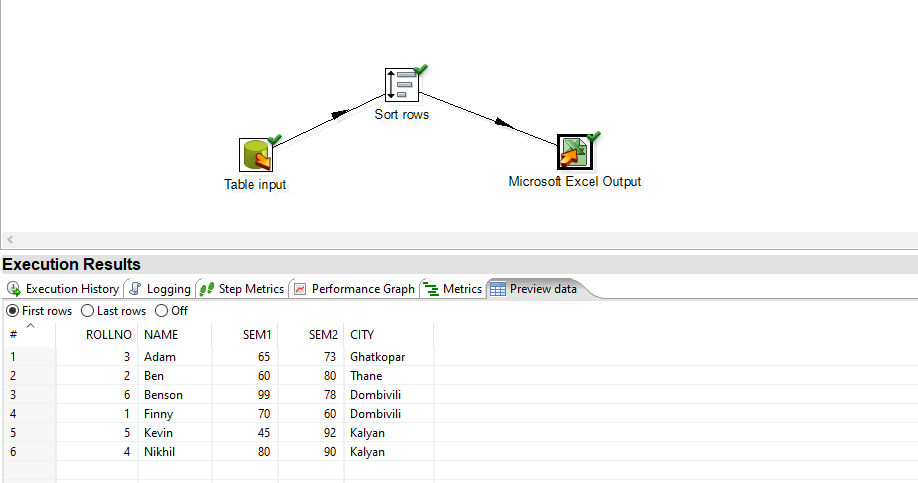 Sort rows
Table input
Microsoft Excel Output
Execution Results
Execution History Logging Step Metrics Performance Graph Metrics Preview data
First rows Last rows Off
# ROLLNO NAME SEM1 SEM2 CITY
1 3 Adam 65 73 Ghatkopar
2 2 Ben 60 80 Thane
3 6 Benson 99 78 Dombivili
4 1 Finny 70 60 Dombivili
5 5 Kevin 45 92 Kalyan
6 4 Nikhil 80 90 Kalyan